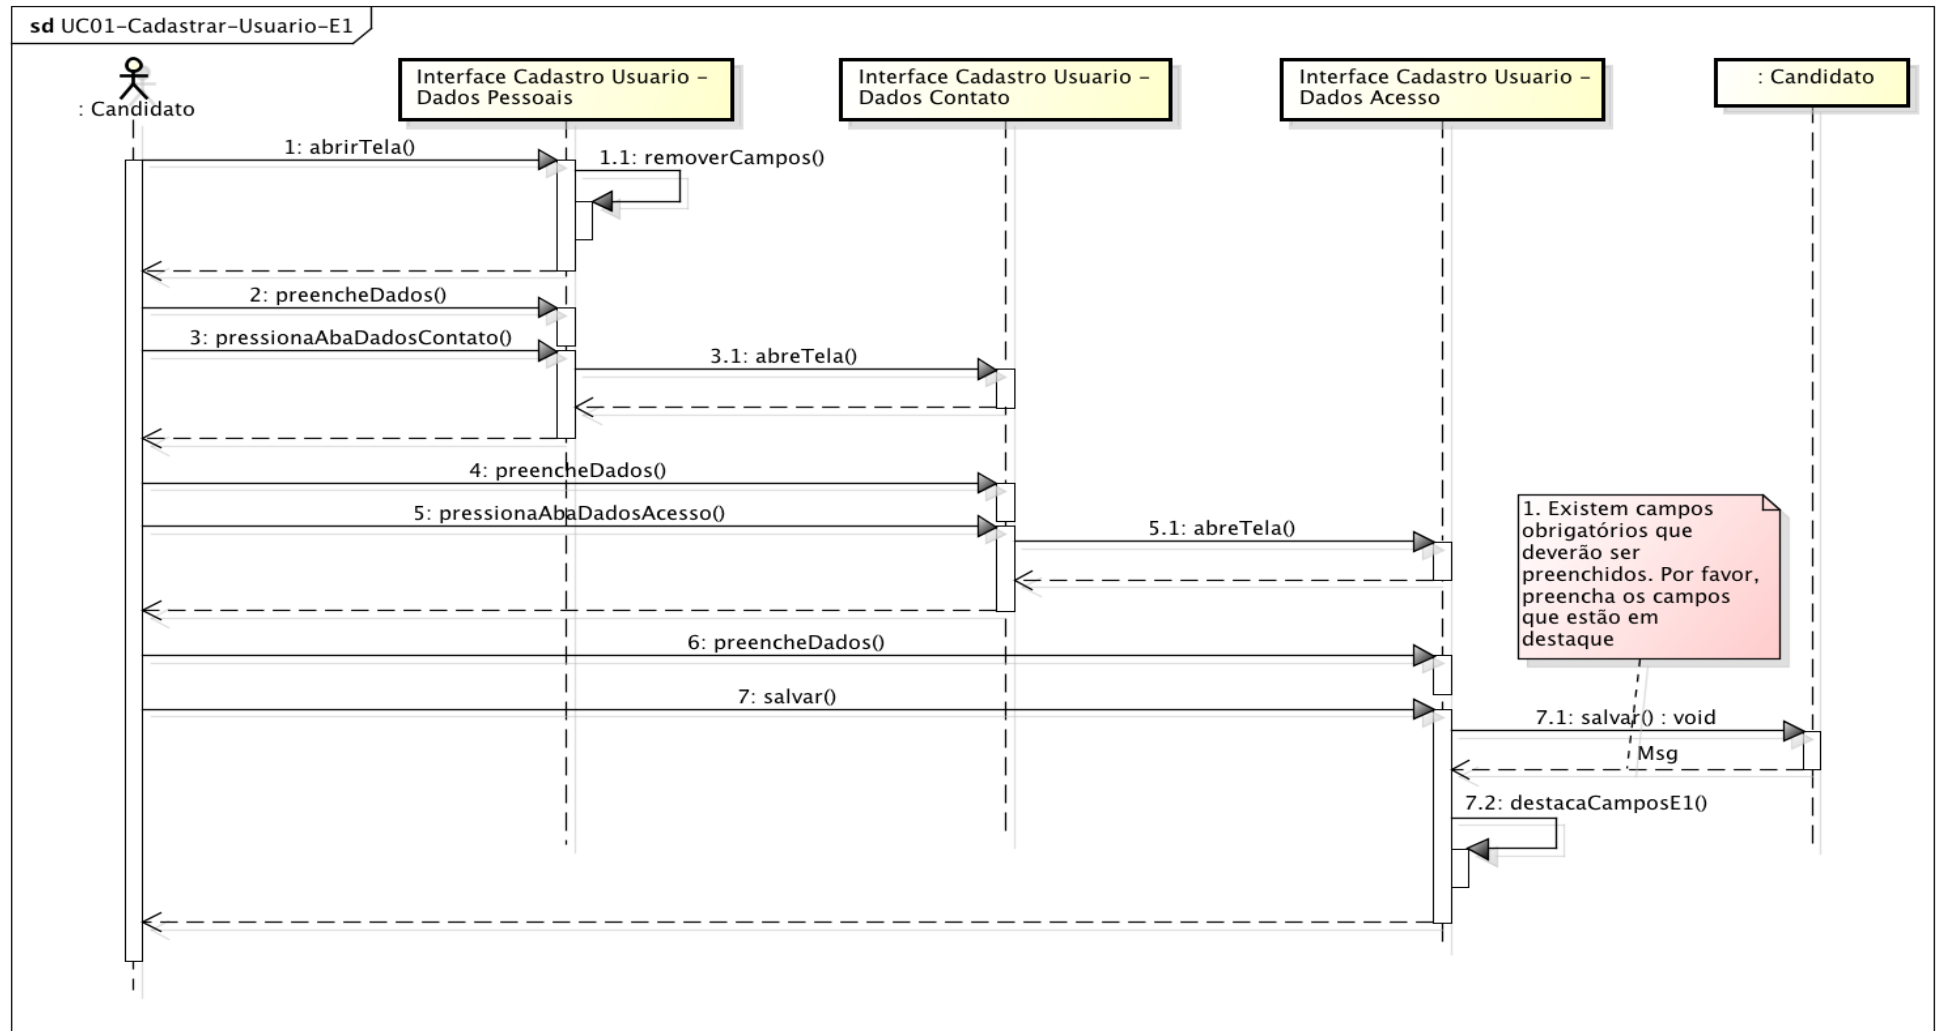 sd UC01-Cadastrar-Usuario-E1
: Candidato
Interface Cadastro Usuario -
Dados Pessoais
Interface Cadastro Usuario -
Dados Contato
Interface Cadastro Usuario -
Dados Acesso
: Candidato
1: abrirTela()
1.1: removerCampos()
2: preencheDados()
3: pressionaAbaDadosContato()
3.1: abreTela()
4: preencheDados()
5: pressionaAbaDadosAcesso()
5.1: abreTela()
1. Existem campos
obrigatórios que
deverão ser
preenchidos. Por favor,
preencha os campos
que estão em
destaque
6: preencheDados()
7: salvar()
7.1: salvar() : void
Msg
7.2: destacaCamposE1()